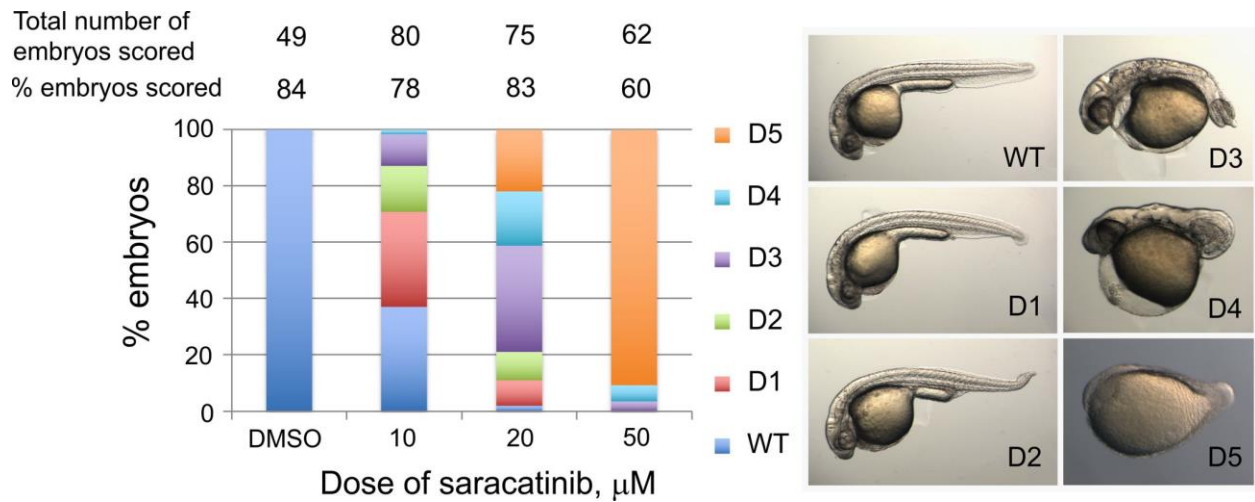 Total number of
embryos scored
49 80 75 62
% embryos scored 84 78 83 60
% embryos
100
80
60
40
20
0
DMSO 10 20 50
Dose of saracatinib, μM
D5
D4
D3
D2
D1
WT
WT
D3
D1
D4
D2
D5